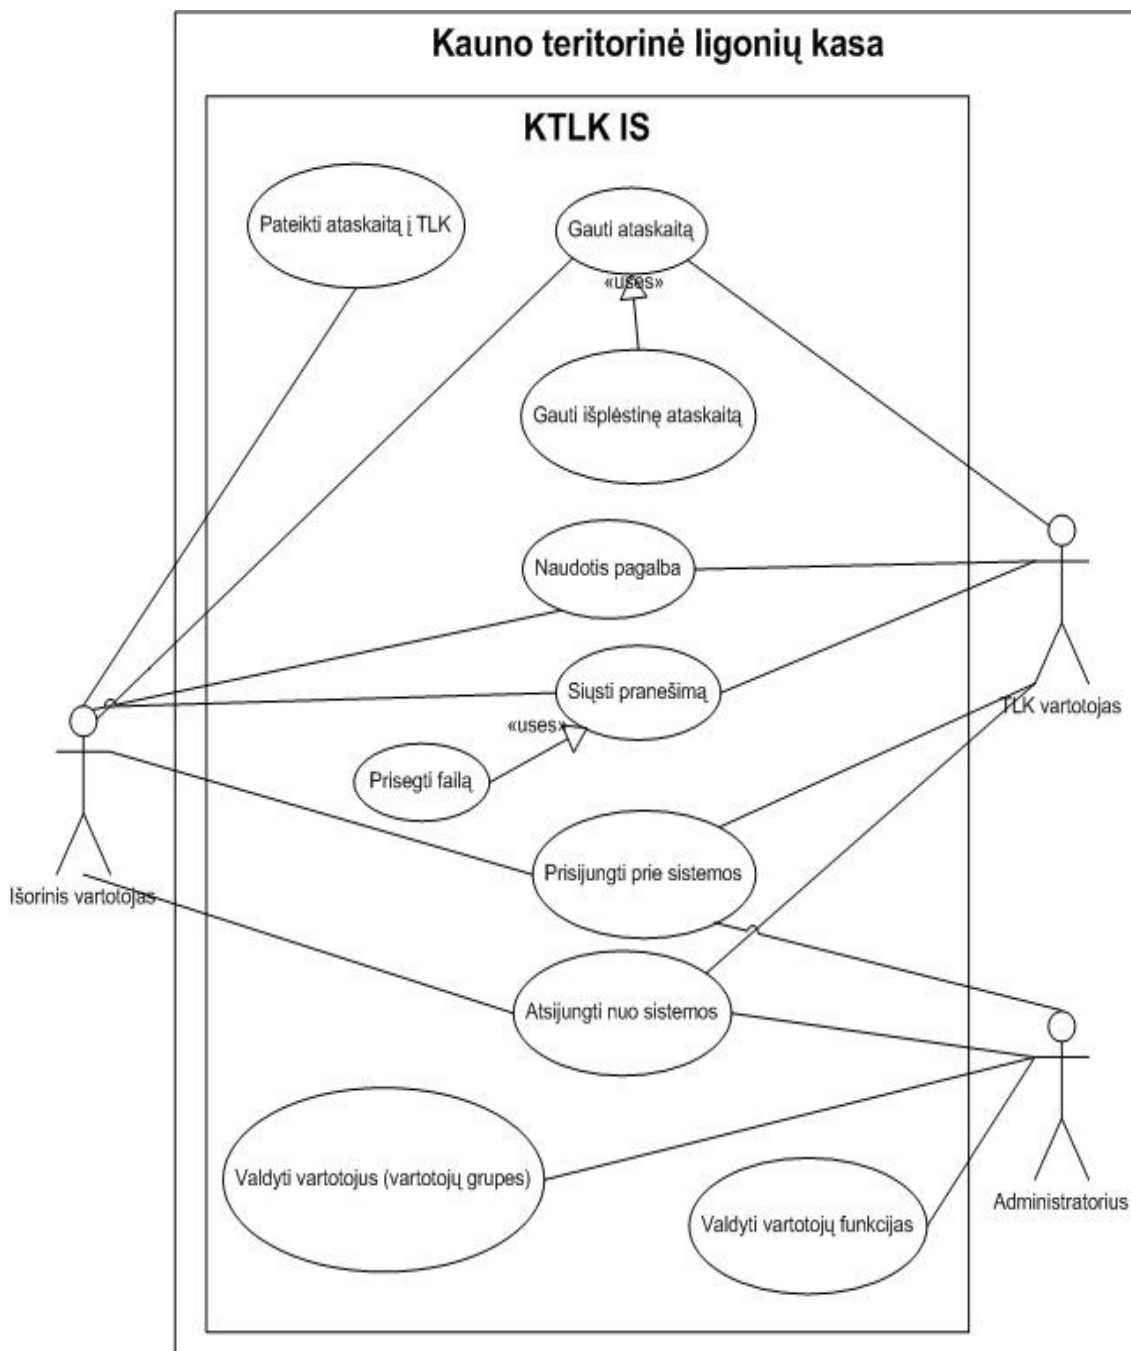 Kauno teritorinė ligonių kasa
KTLK IS
Pateikti ataskaitą į TLK
Gauti ataskaitą
«uses»
Gauti išplėstinę ataskaitą
Naudotis pagalba
Siųsti pranešimą
TLK vartotojas
«uses»
Prisegti failą
Prisijungti prie sistemos
Išorinis vartotojas
Atsijungti nuo sistemos
Valdyti vartotojus (vartotojų grupes)
Administratorius
Valdyti vartotojų funkcijas